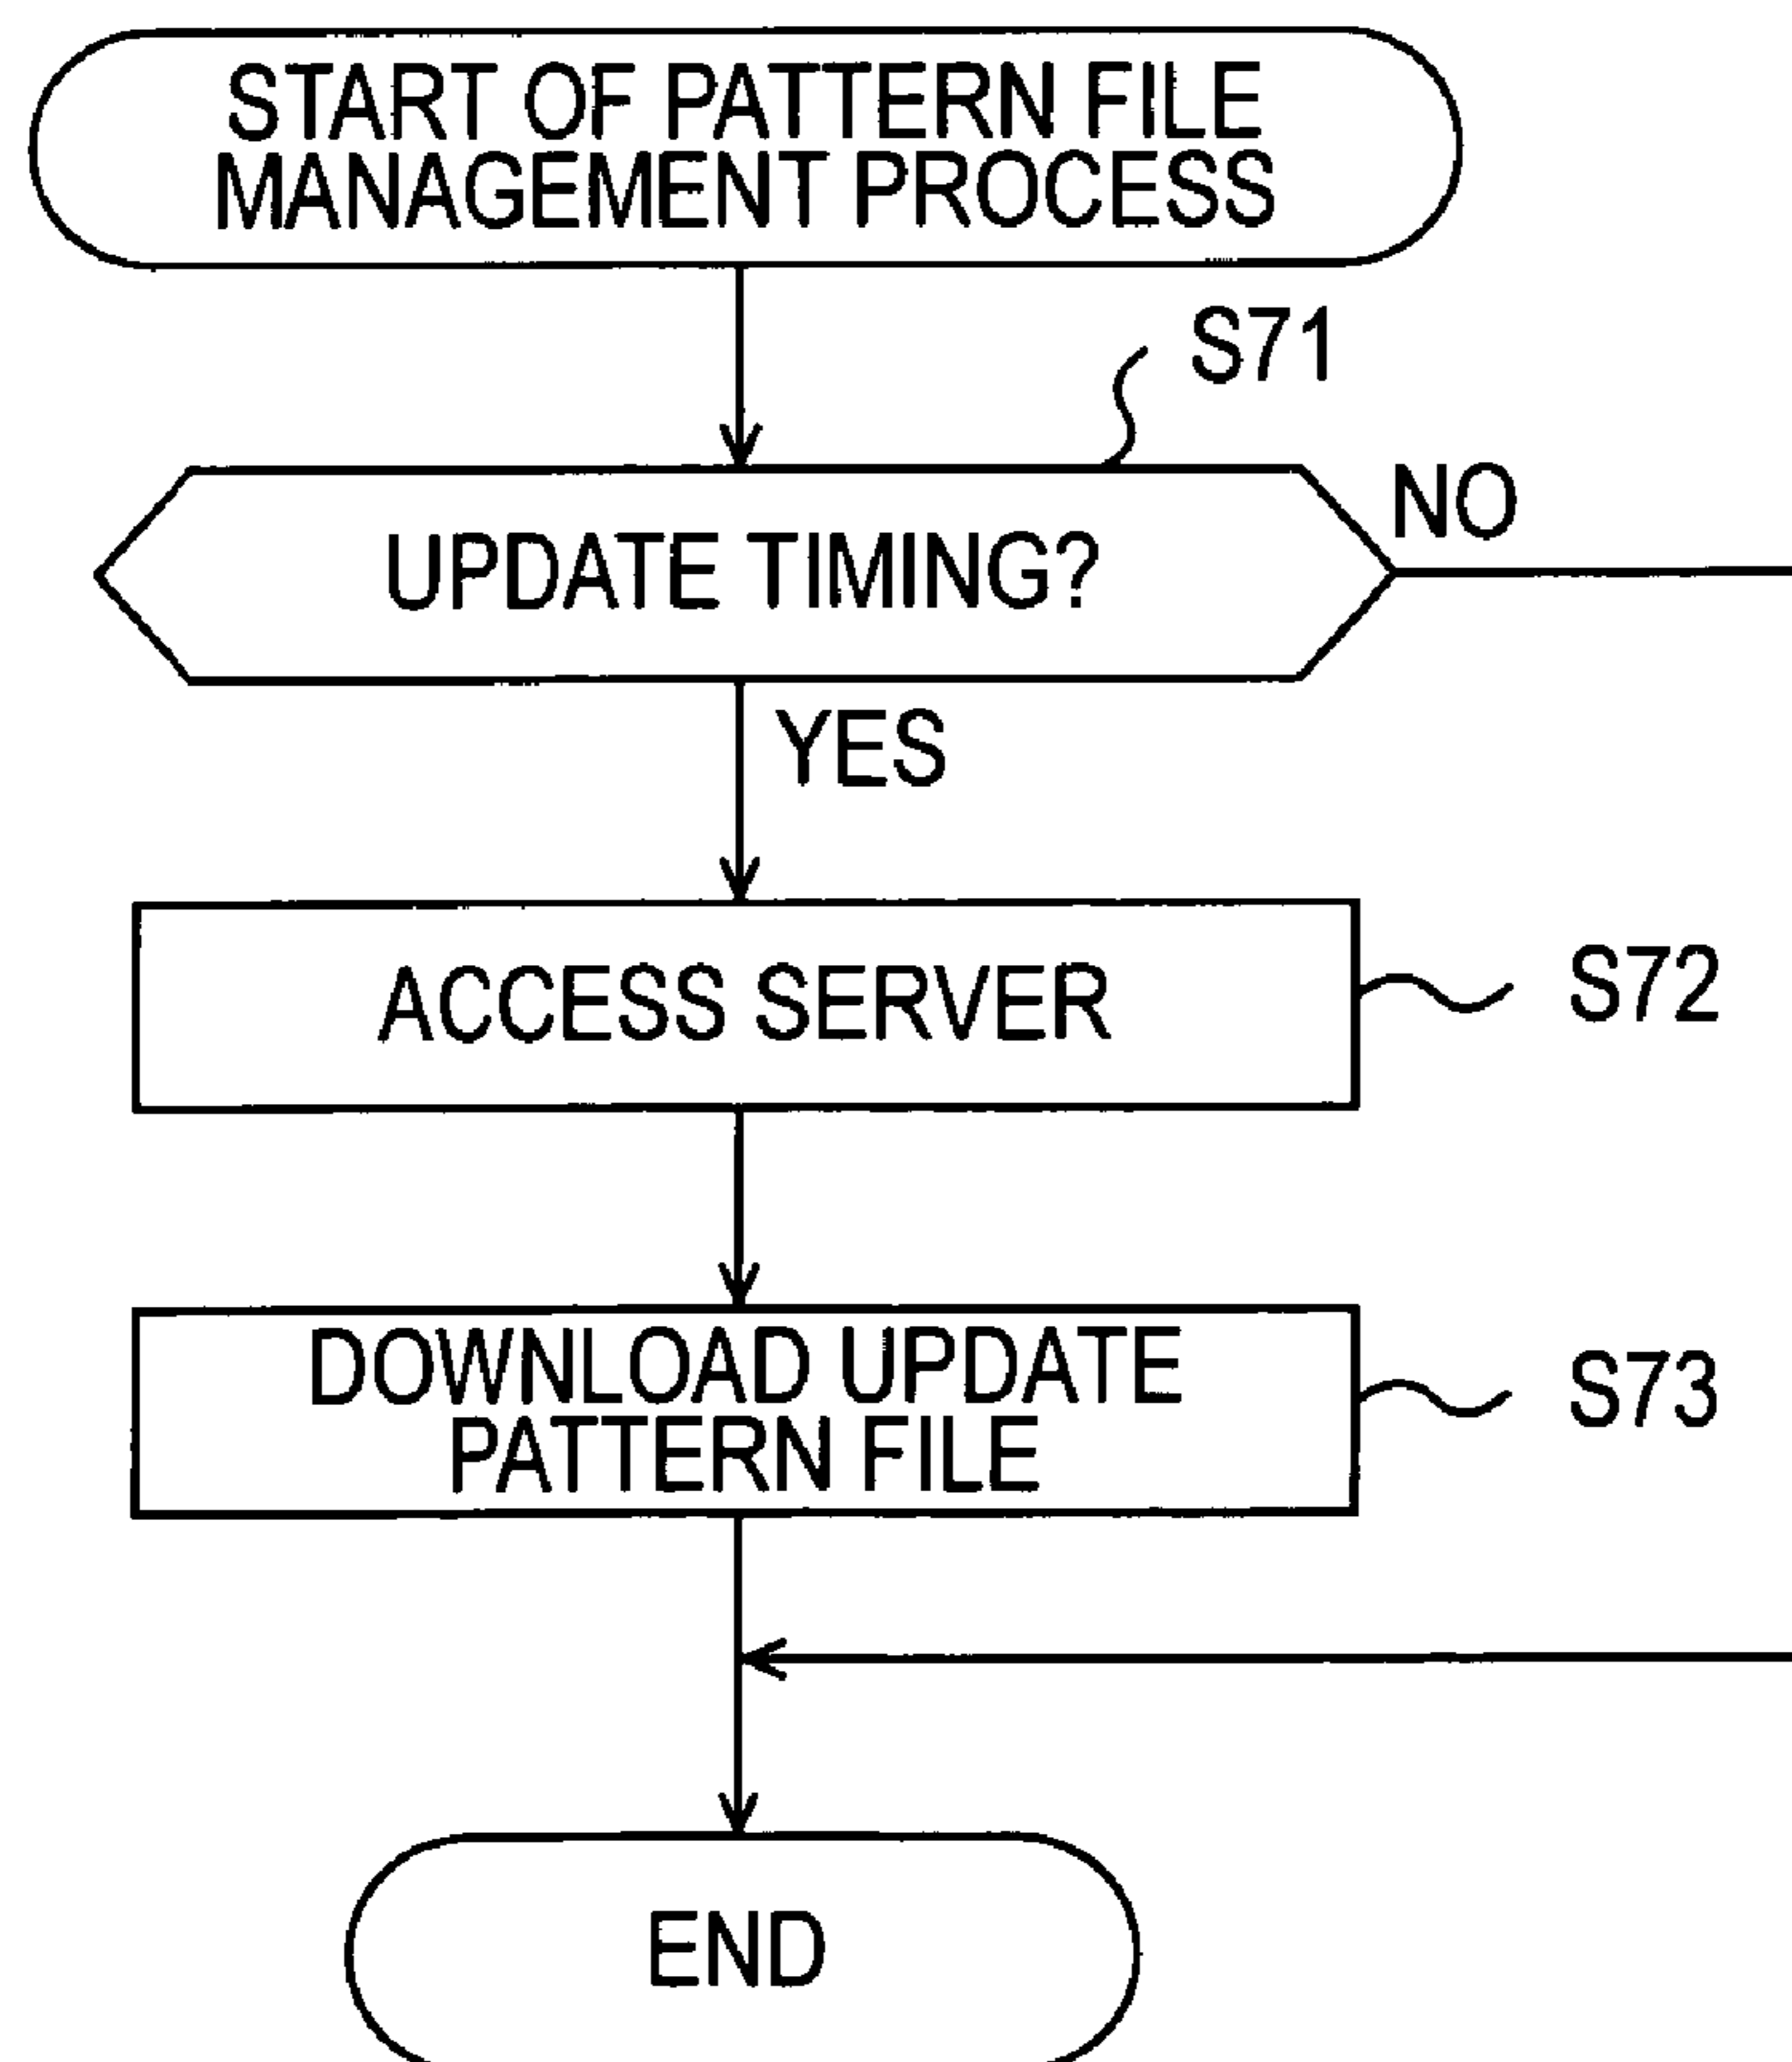 START OF PATTERN FILE
MANAGEMENT PROCESS
S71
NO
UPDATE TIMING?
YES
ACCESS SERVER
S72
DOWNLOAD UPDATE
PATTERN FILE
S73
END